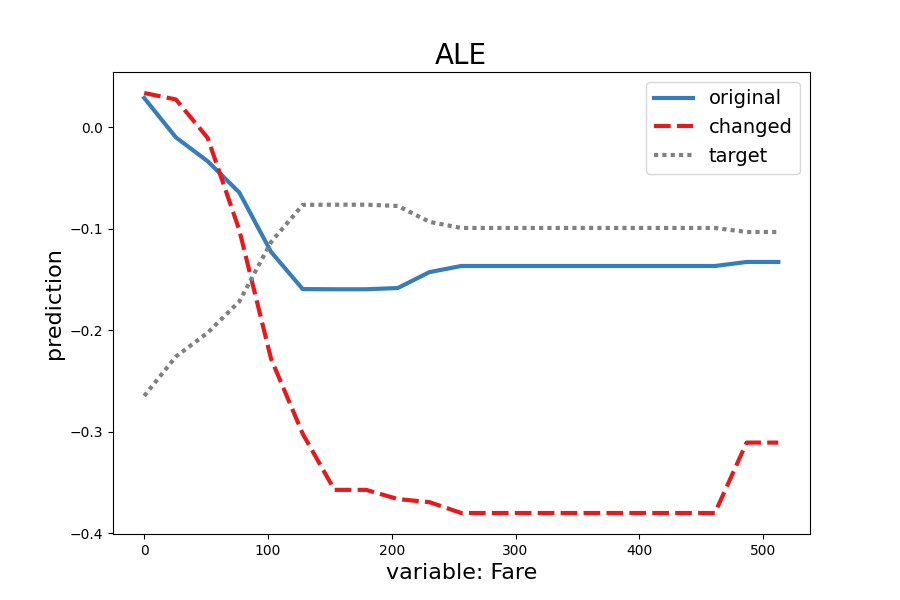 ALE
original
changed
target
0.0
−0.1
−0.2
−0.3
−0.4
prediction
0 100 200 300 400 500
variable: Fare